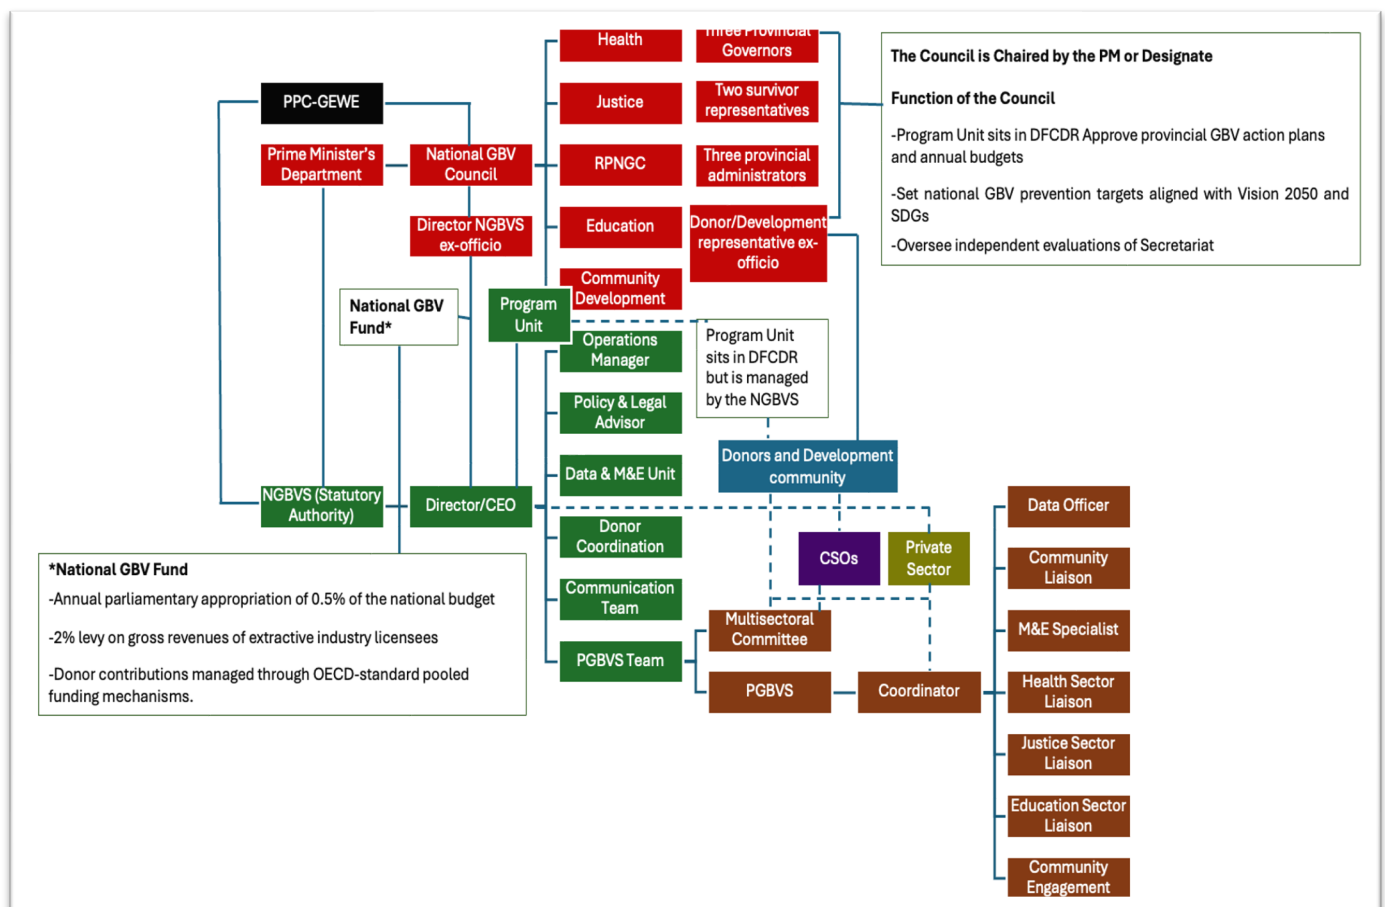 Health
Three Provincial
Governors
The Council is Chaired by the PM or Designate
Function of the Council
-Program Unit sits in DFCDR Approve provincial GBV action plans
and annual budgets
-Set national GBV prevention targets aligned with Vision 2050 and
SDGs
-Oversee independent evaluations of Secretariat
PPC-GEWE
Justice
Two survivor
representatives
Prime Minister's
Department
National GBV
Council
RPNGC
Three provincial
administrators
Director NGBVS
ex-officio
Education
Donor/Development
representative ex-
officio
Community
Development
National GBV
Fund*
Program
Unit
Operations
Manager
Program Unit
sits in DFCDR
but is managed
by the NGBVS
Policy & Legal
Advisor
Data & M&E Unit
Donors and Development
community
NGBVS (Statutory
Authority)
Director/CEO
Donor
Coordination
CSOs
Private
Sector
Data Officer
Community
Liaison
*National GBV Fund
-Annual parliamentary appropriation of 0.5% of the national budget
-2% levy on gross revenues of extractive industry licensees
-Donor contributions managed through OECD-standard pooled
funding mechanisms.
Communication
Team
Multisectoral
Committee
M&E Specialist
PGBVS Team
PGBVS
Coordinator
Health Sector
Liaison
Justice Sector
Liaison
Education Sector
Liaison
Community
Engagement